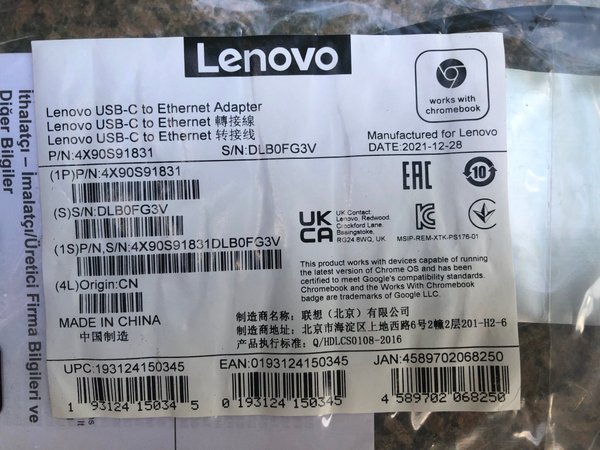 Lenovo
works with
chromebook
Lenovo USB-C to Ethernet Adapter
Lenovo USB-C to Ethernet 轉接線
Lenovo USB-C to Ethernet 转接线
P/N:4X90S91831 S/N:DLB0FG3V
Manufactured for Lenovo
DATE:2021-12-28
(1P)P/N:4X90S91831
(S)S/N:DLB0FG3V
(1S)P/N,S/N:4X90S91831DLB0FG3V
(4L)Origin:CN
MADE IN CHINA
中国制造
EAC
10
UK
CA
UK Contact:
Lenovo, Redwood,
Crockford Lane,
Basingstoke,
RG24 8WQ, UK
MSIP-REM-XTK-PS176-01
This product works with devices capable of running
the latest version of Chrome OS and has been
certified to meet Google's compatibility standards.
Chromebook and the Works With Chromebook
badge are trademarks of Google LLC.
制造商名称: 联想（北京）有限公司
制造商地址: 北京市海淀区上地西路6号2幢2层201-H2-6
产品执行标准: Q/HDLCS0108-2016
UPC:193124150345 EAN:0193124150345 JAN:4589702068250
1 93124 15034 5 0 193124 150345 4 589702 068250
İthalatçı – İmalatçı/Üretici Firma Bilgileri ve
Diğer Bilgiler